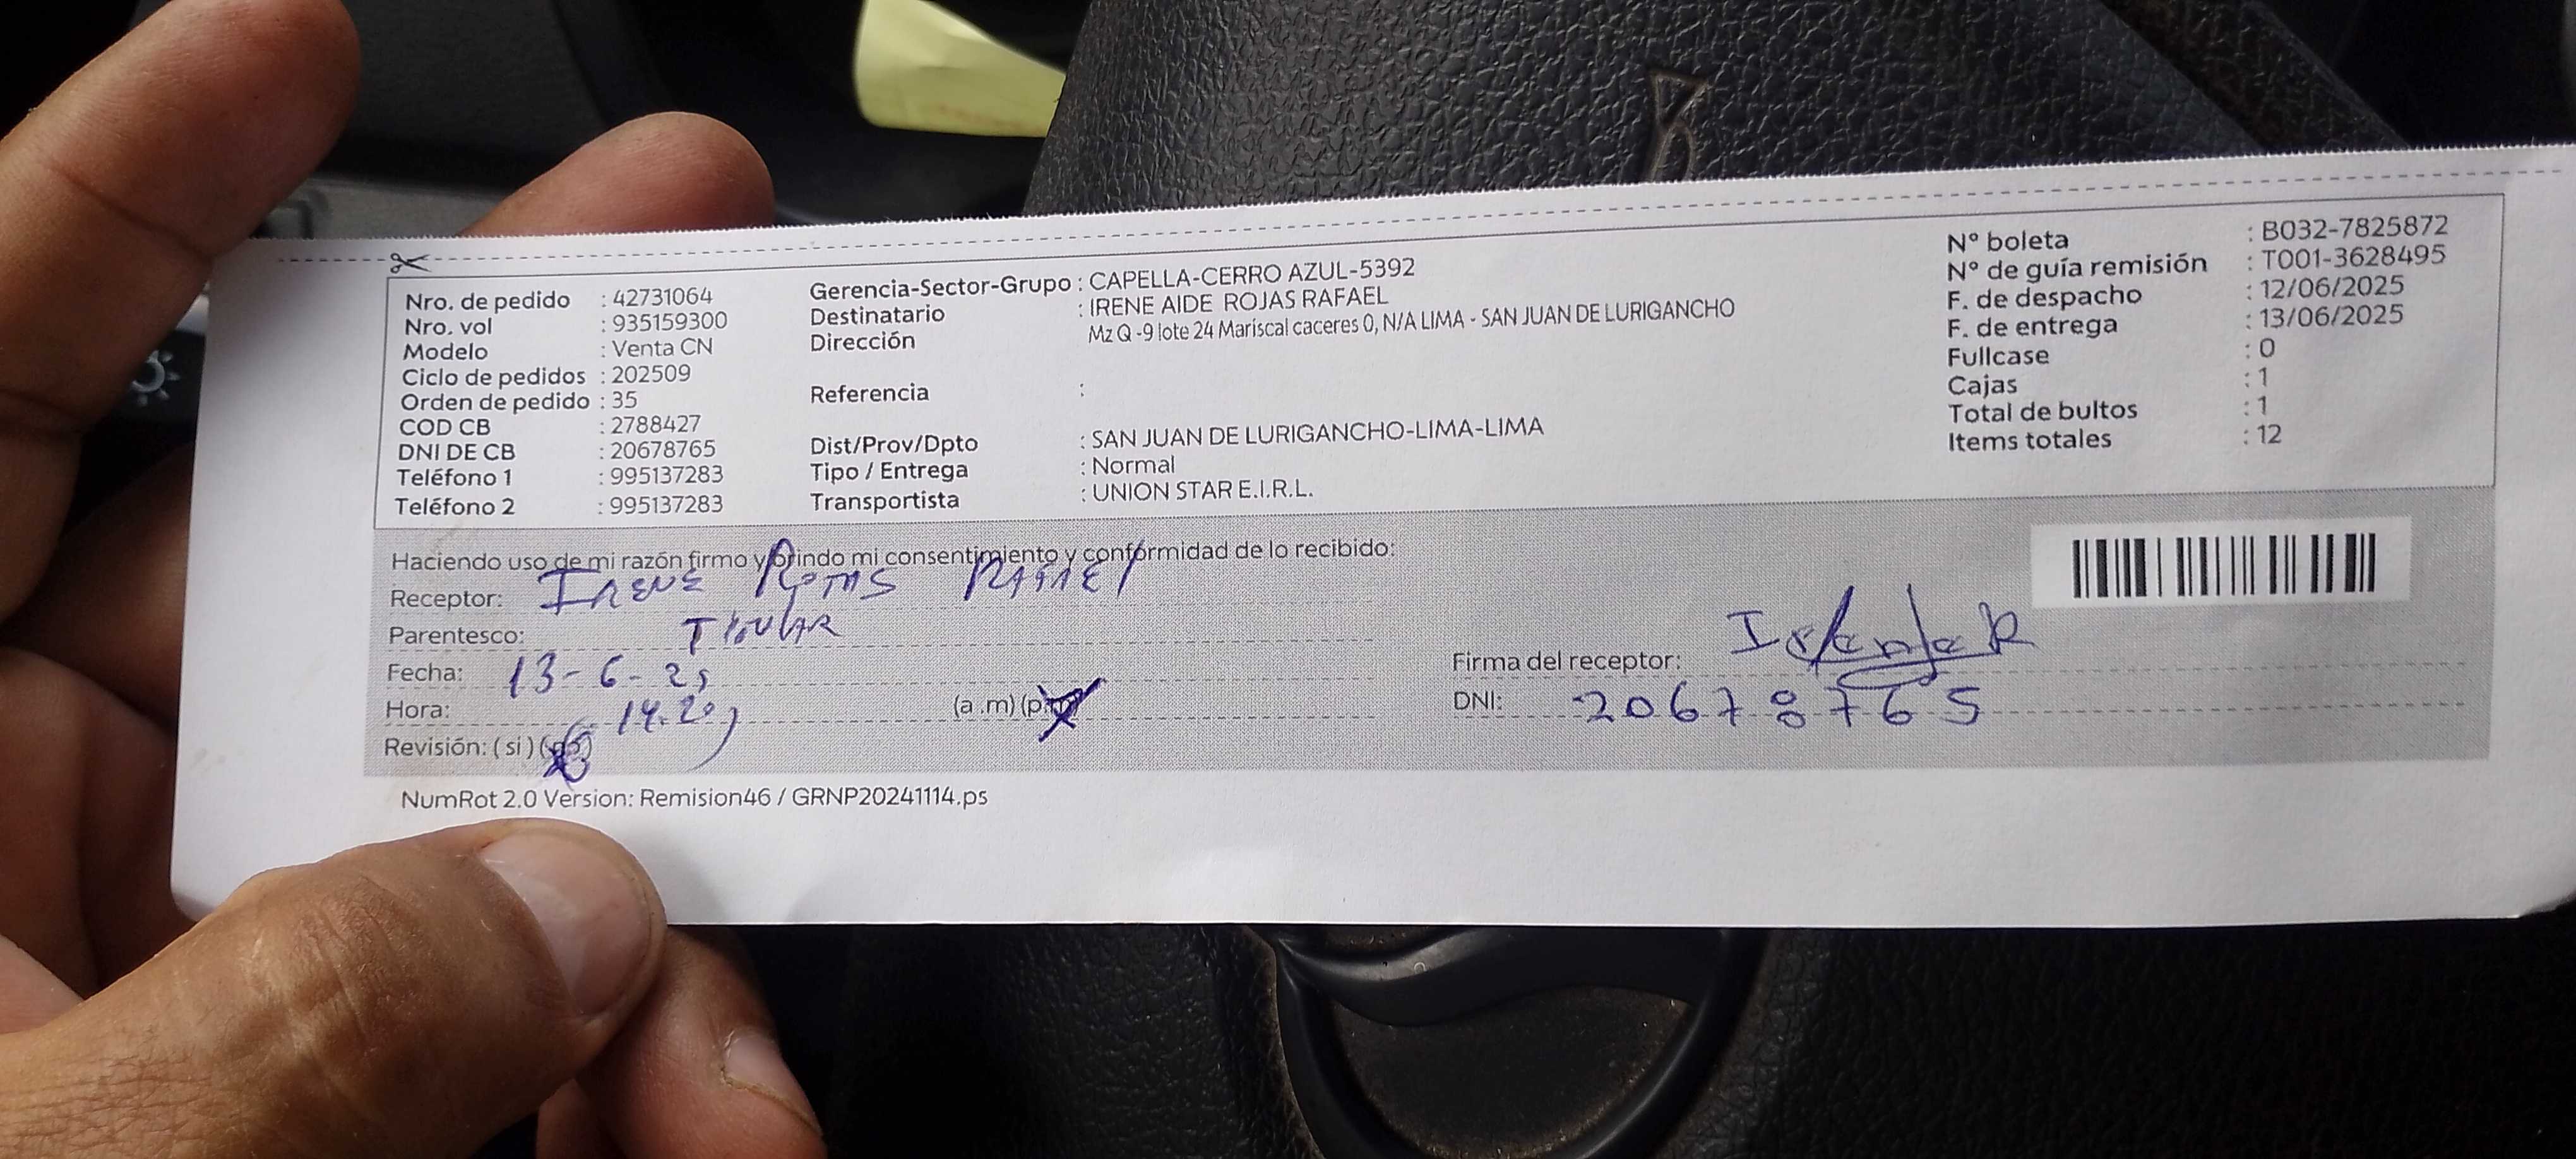 Nro. de pedido : 42731064
Nro. vol : 935159300
Modelo : Venta CN
Ciclo de pedidos : 202509
Orden de pedido : 35
COD CB : 2788427
DNI DE CB : 20678765
Teléfono 1 : 995137283
Teléfono 2 : 995137283
Gerencia-Sector-Grupo : CAPELLA-CERRO AZUL-5392
Destinatario : IRENE AIDE ROJAS RAFAEL
Dirección Mz Q -9 lote 24 Mariscal caceres 0, N/A LIMA - SAN JUAN DE LURIGANCHO
Referencia :
Dist/Prov/Dpto : SAN JUAN DE LURIGANCHO-LIMA-LIMA
Tipo / Entrega : Normal
Transportista : UNION STAR E.I.R.L.
N° boleta : B032-7825872
N° de guía remisión : T001-3628495
F. de despacho : 12/06/2025
F. de entrega : 13/06/2025
Fullcase : 0
Cajas : 1
Total de bultos : 1
Items totales : 12
Haciendo uso de mi razón firmo y brindo mi consentimiento y conformidad de lo recibido:
Receptor: IRENE ROJAS RAFAEL
Parentesco: TITULAR
Fecha: 13-6-25
Hora: 14.20 (a.m) (p.m)
Revisión: ( si ) (no)
Firma del receptor:
DNI: 20678765
NumRot 2.0 Version: Remision46 / GRNP20241114.ps